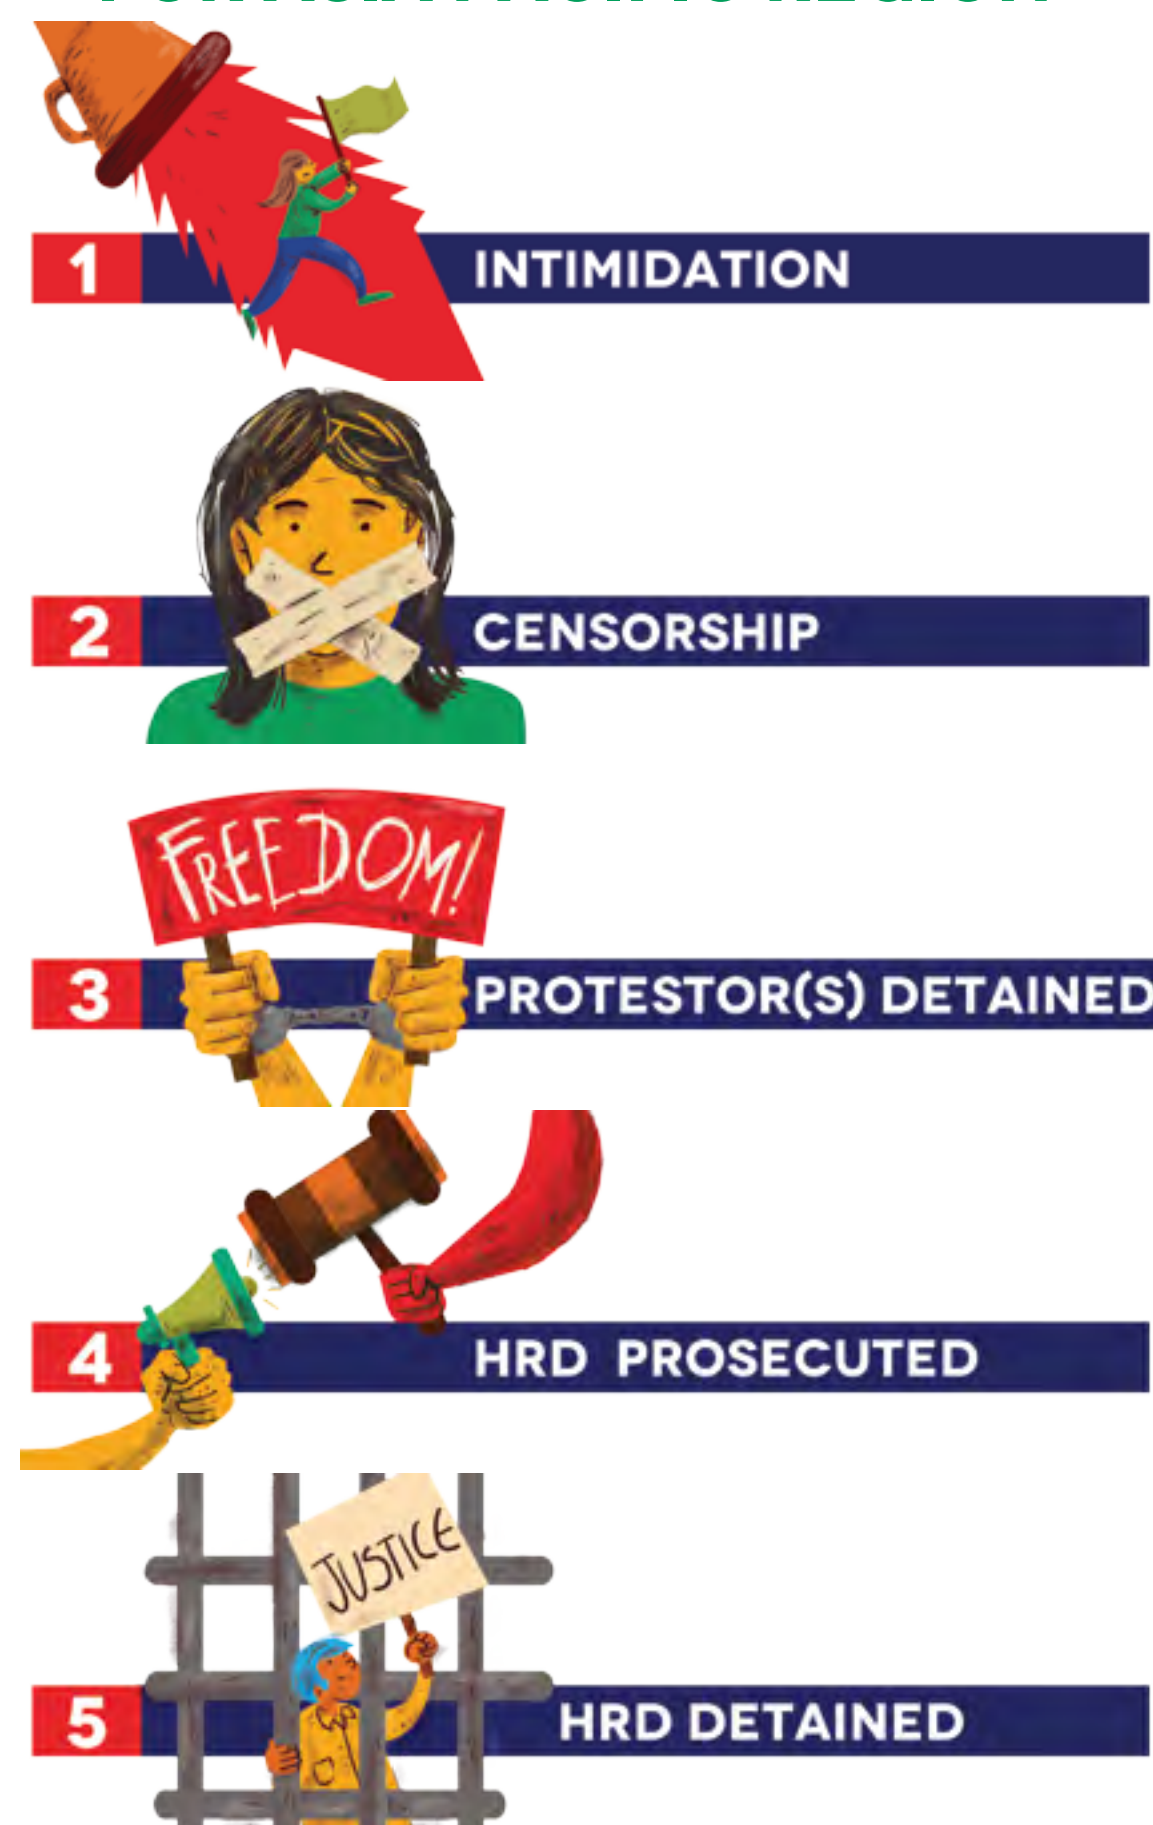 1
INTIMIDATION
2
CENSORSHIP
FREEDOM!
3
PROTESTOR(S) DETAINED
4
HRD PROSECUTED
JUSTICE
5
HRD DETAINED